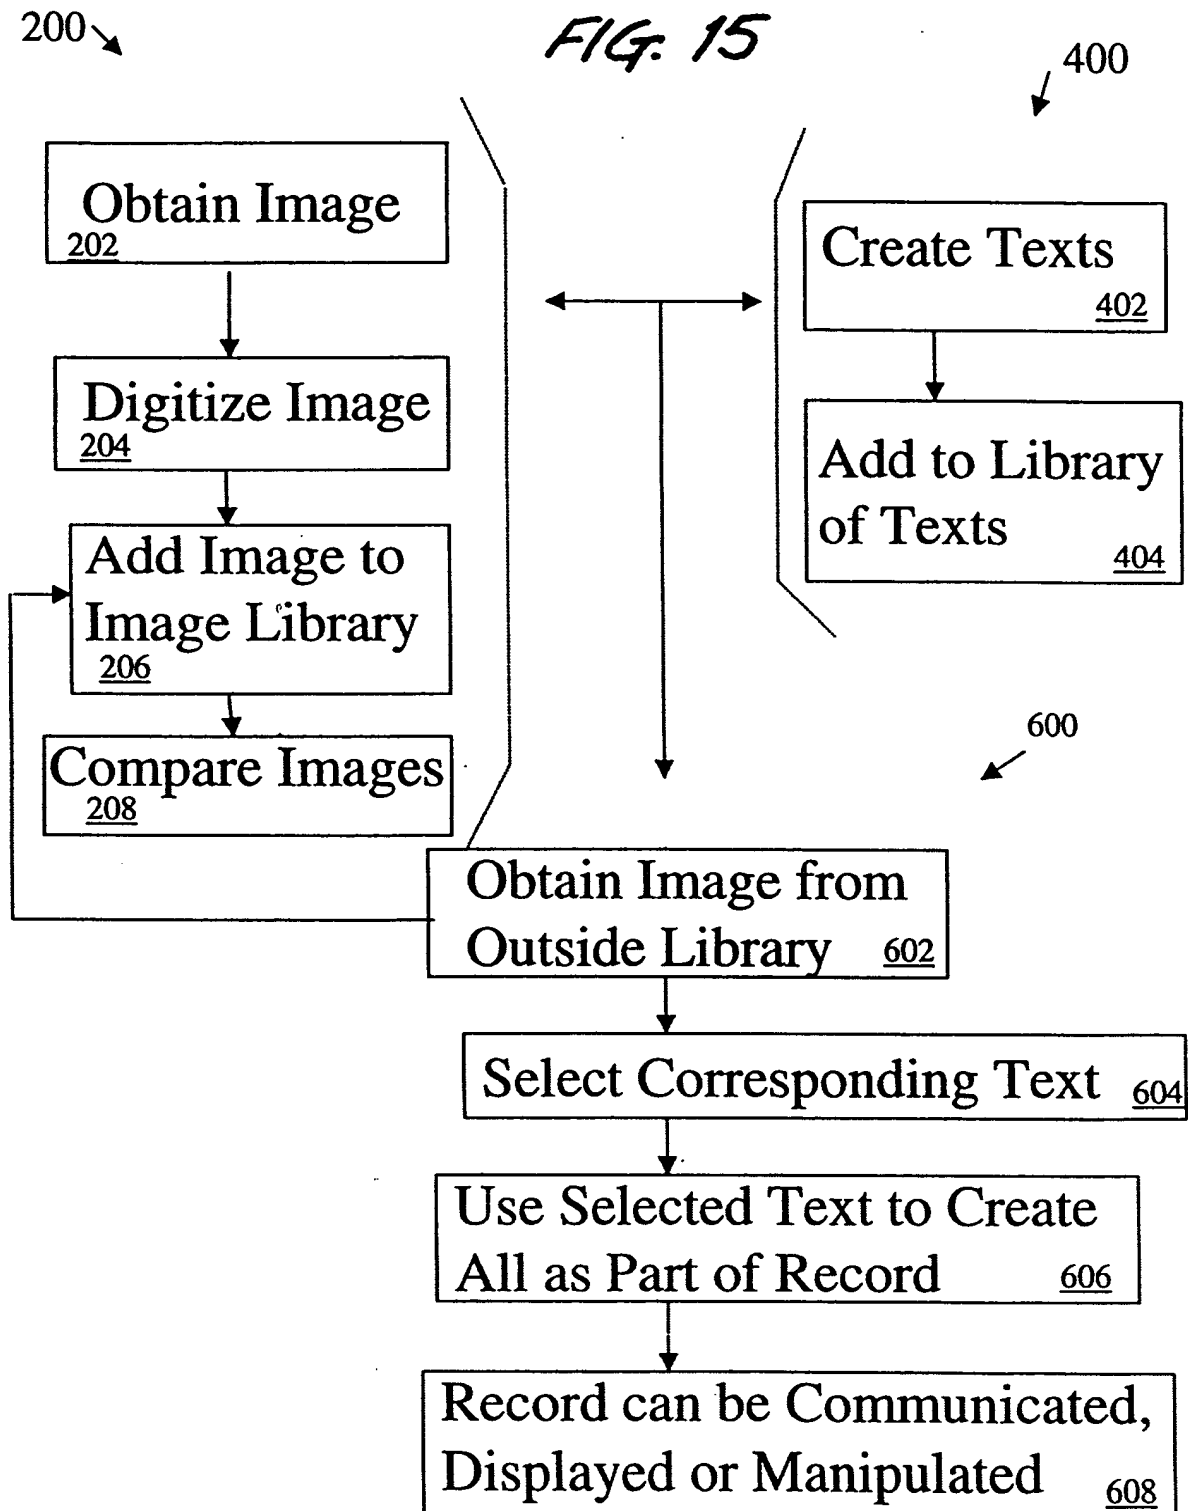 FIG. 15
200
400
Obtain Image
202
Digitize Image
204
Add Image to
Image Library
206
Compare Images
208
Create Texts
402
Add to Library
of Texts
404
600
Obtain Image from
Outside Library 602
Select Corresponding Text 604
Use Selected Text to Create
All as Part of Record 606
Record can be Communicated,
Displayed or Manipulated 608